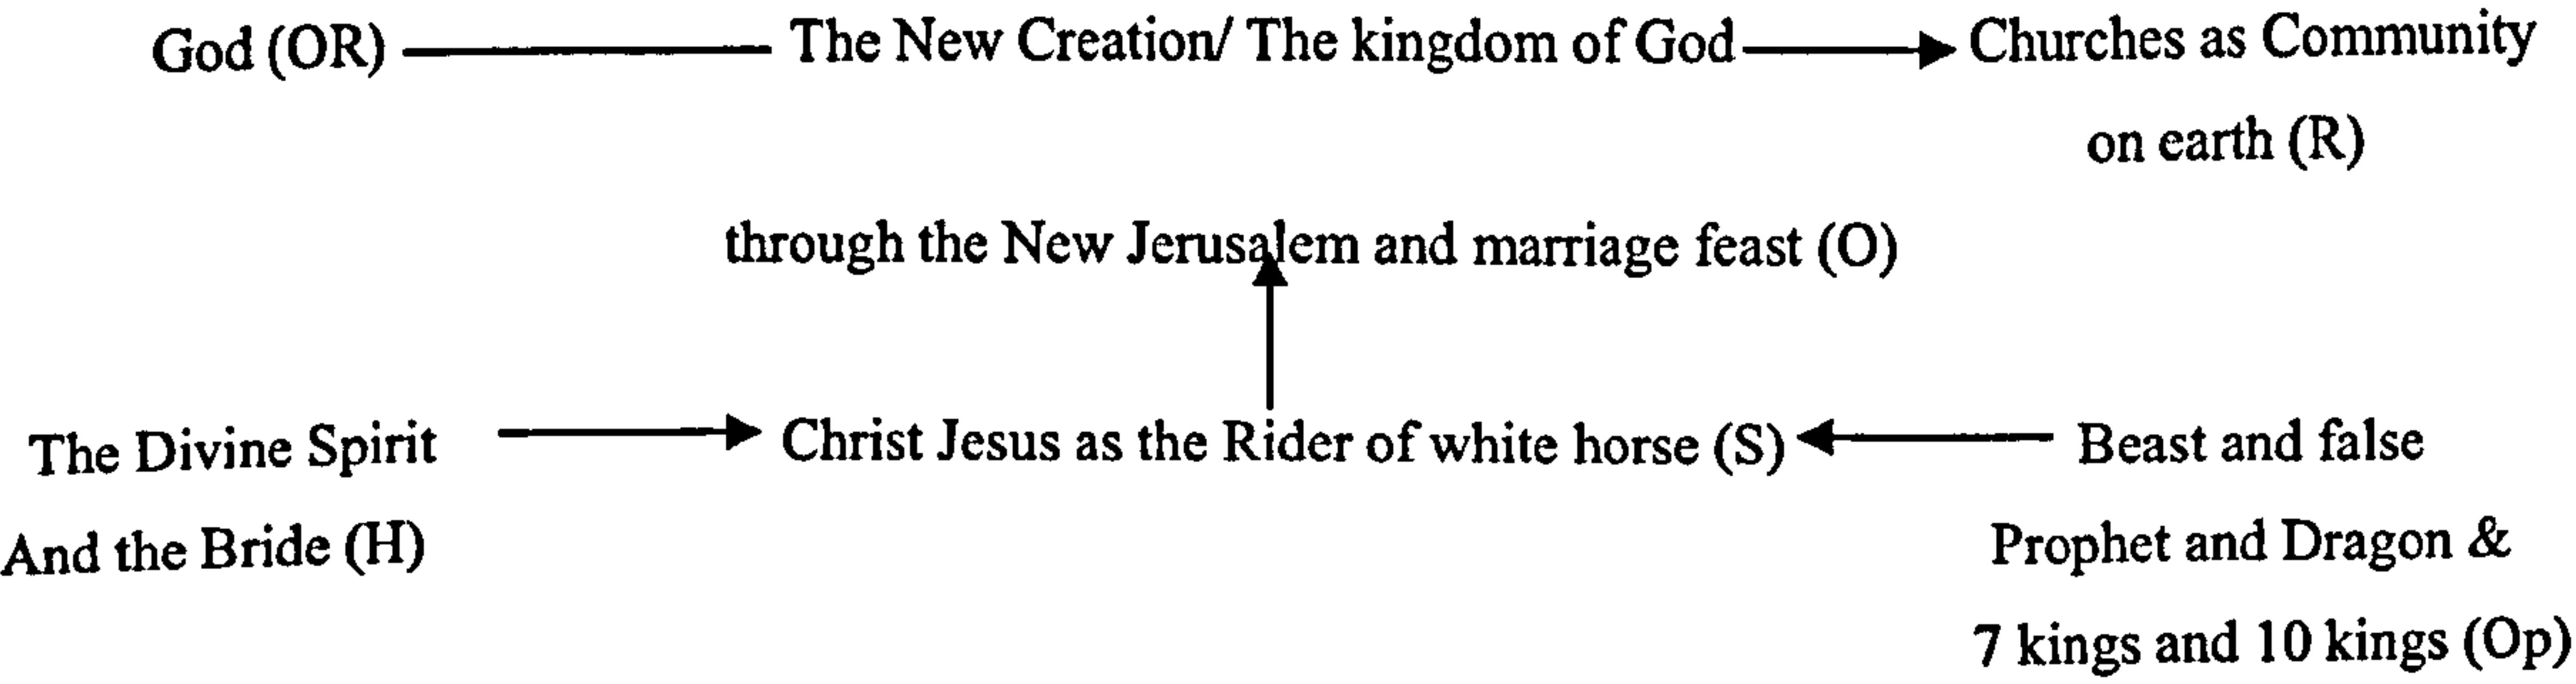 God (OR) The New Creation/ The kingdom of God Churches as Community
on earth (R)
through the New Jerusalem and marriage feast (O)
The Divine Spirit Christ Jesus as the Rider of white horse (S) Beast and false
And the Bride (H) Prophet and Dragon &
7 kings and 10 kings (Op)